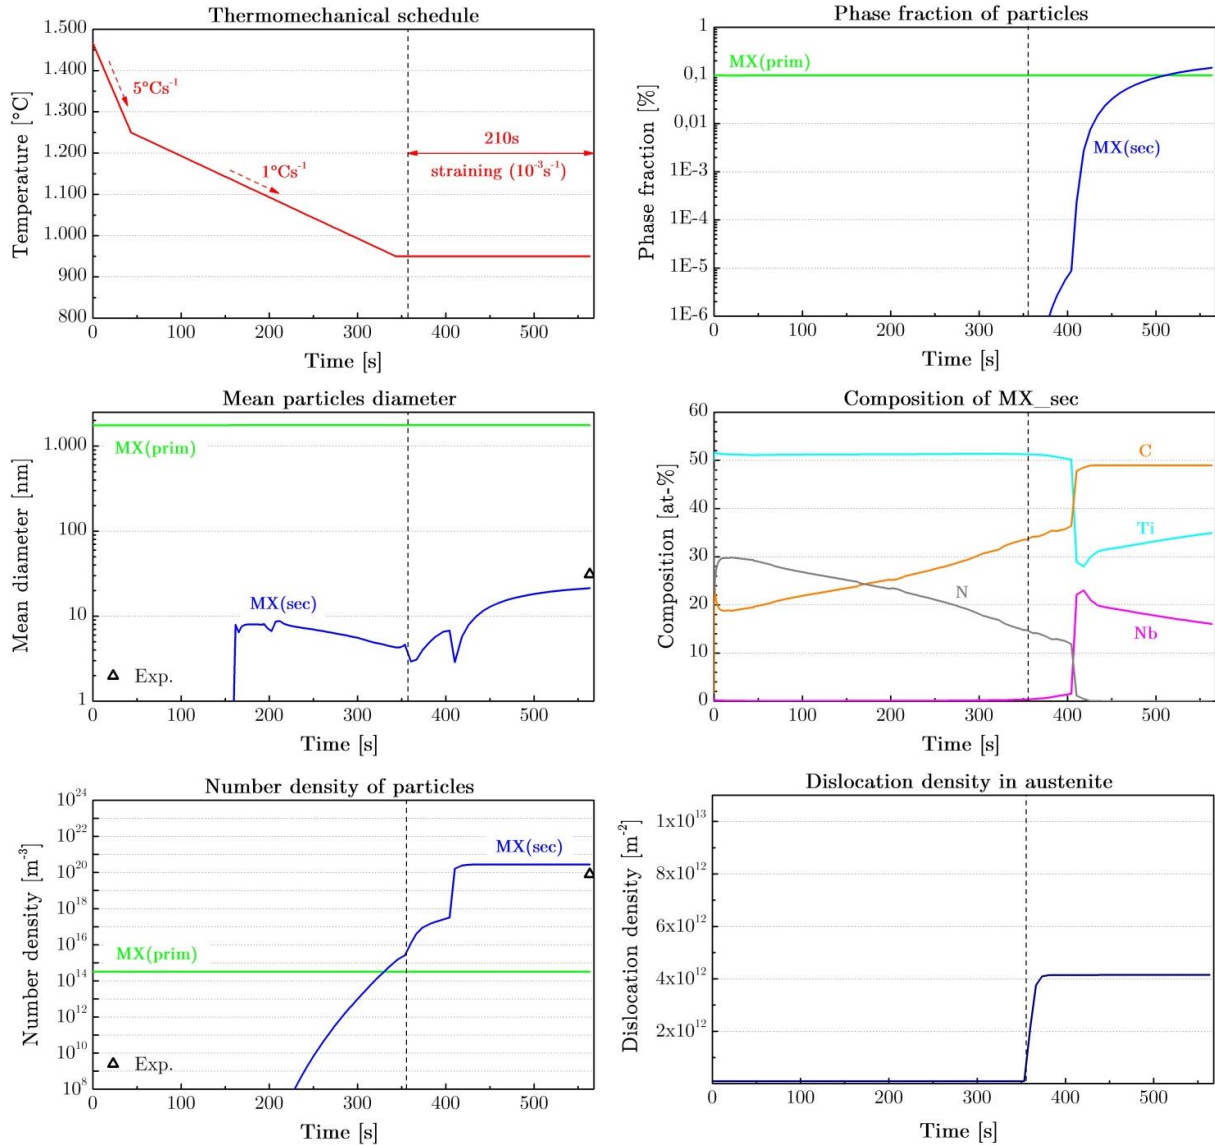 Thermomechanical schedule
1.500
1.400
1.300
1.200
1.100
1.000
900
800
Temperature [°C]
5°Cs⁻¹
1°Cs⁻¹
210s
straining (10⁻³s⁻¹)
0 100 200 300 400 500
Time [s]
Phase fraction of particles
1
0,1
0,01
1E-3
1E-4
1E-5
1E-6
Phase fraction [%]
MX(prim)
MX(sec)
0 100 200 300 400 500
Time [s]
Mean particles diameter
1.000
100
10
1
Mean diameter [nm]
MX(prim)
MX(sec)
Exp.
0 100 200 300 400 500
Time [s]
Composition of MX_sec
60
50
40
30
20
10
0
Composition [at-%]
C
Ti
N
Nb
0 100 200 300 400 500
Time [s]
Number density of particles
10²⁴
10²²
10²⁰
10¹⁸
10¹⁶
10¹⁴
10¹²
10¹⁰
10⁸
Number density [m⁻³]
MX(sec)
MX(prim)
Exp.
0 100 200 300 400 500
Time [s]
Dislocation density in austenite
1x10¹³
8x10¹²
6x10¹²
4x10¹²
2x10¹²
Dislocation density [m⁻²]
0 100 200 300 400 500
Time [s]